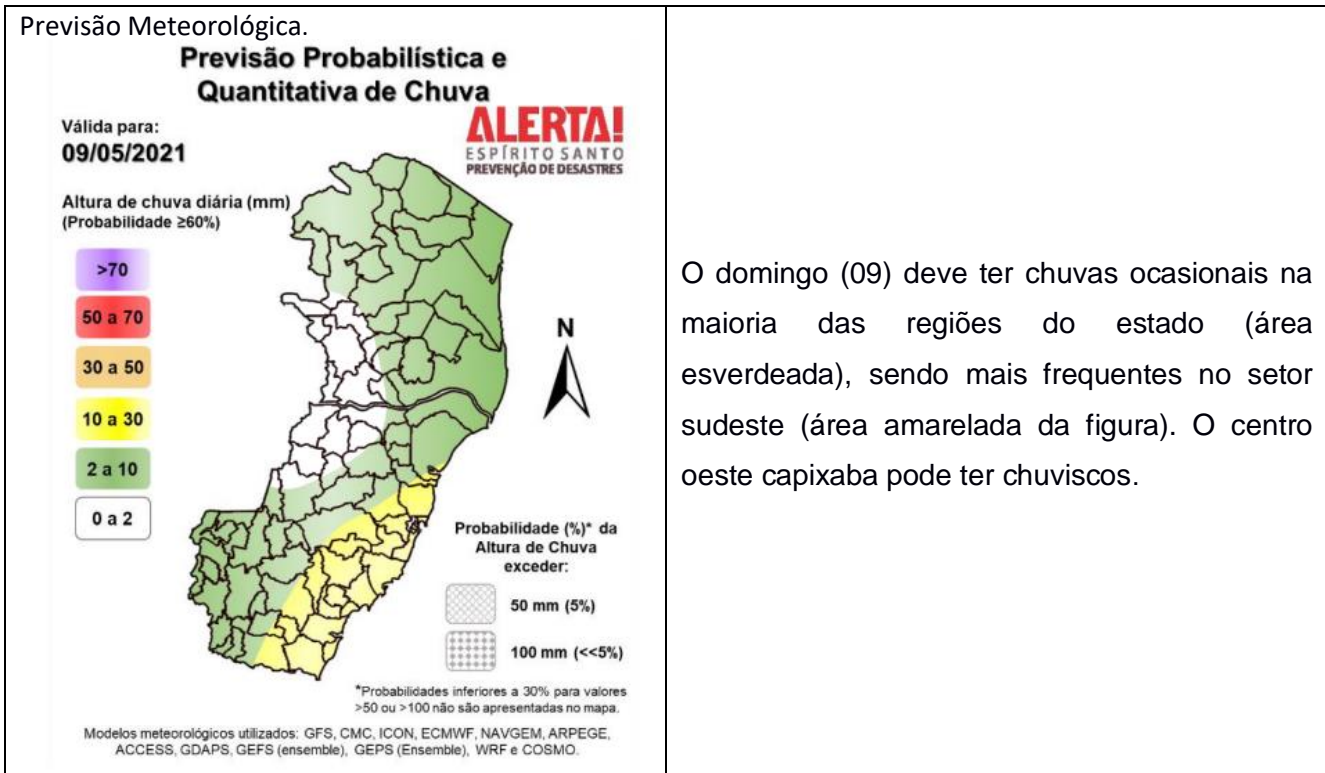 Previsão Meteorológica.
Previsão Probabilística e
Quantitativa de Chuva
Válida para:
09/05/2021
ALERTA!
ESPÍRITO SANTO
PREVENÇÃO DE DESASTRES
Altura de chuva diária (mm)
(Probabilidade ≥60%)
>70
50 a 70
30 a 50
10 a 30
2 a 10
0 a 2
N
Probabilidade (%)* da
Altura de Chuva
exceder:
50 mm (5%)
100 mm (<<5%)
*Probabilidades inferiores a 30% para valores
>50 ou >100 não são apresentadas no mapa.
Modelos meteorológicos utilizados: GFS, CMC, ICON, ECMWF, NAVGEM, ARPEGE,
ACCESS, GDAPS, GEFS (ensemble), GEPS (Ensemble), WRF e COSMO.
O domingo (09) deve ter chuvas ocasionais na
maioria das regiões do estado (área
esverdeada), sendo mais frequentes no setor
sudeste (área amarelada da figura). O centro
oeste capixaba pode ter chuviscos.